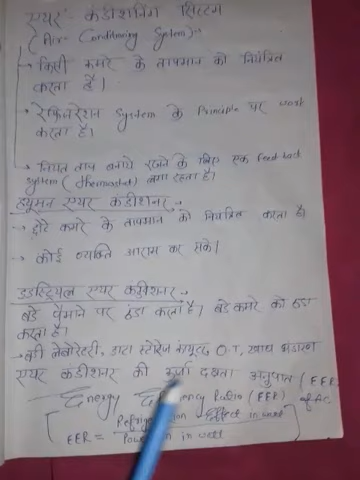 एयर - कंडीशनिंग सिस्टम
(Air-Conditioning System):-
किसी कमरे के तापमान को नियंत्रित
करता है।
रेफ्रिजरेशन System के Principle पर work
करता है।
नियत ताप बनाये रखने के लिए एक feed back
System (thermostat) लगा रहता है।
ह्यूमन एयर कंडीशनर :-
→ छोटे कमरे के तापमान को नियंत्रित करता है।
→ कोई व्यक्ति आराम कर सके।
इंडस्ट्रियल एयर कंडीशनर :-
बड़े पैमाने पर ठंडा करता है। बड़े कमरे को ठंडा
करता है।
लेबोरेटरी, डाटा स्टोरेज कंप्यूटर, O.T, खाद्य भंडारण
एयर कंडीशनर की ऊर्जा दक्षता अनुपात (EER)
Energy Efficiency Ratio (EER) of AC
Refrigeration Effect in watt
EER = Power in watt